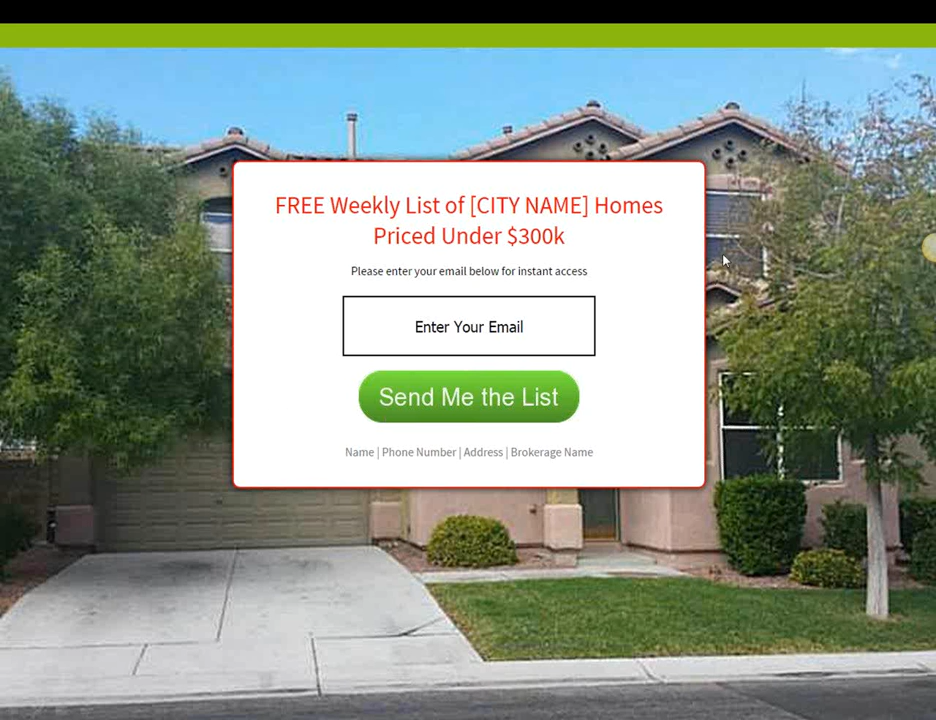 FREE Weekly List of [CITY NAME] Homes
Priced Under $300k
Please enter your email below for instant access
Enter Your Email
Send Me the List
Name | Phone Number | Address | Brokerage Name